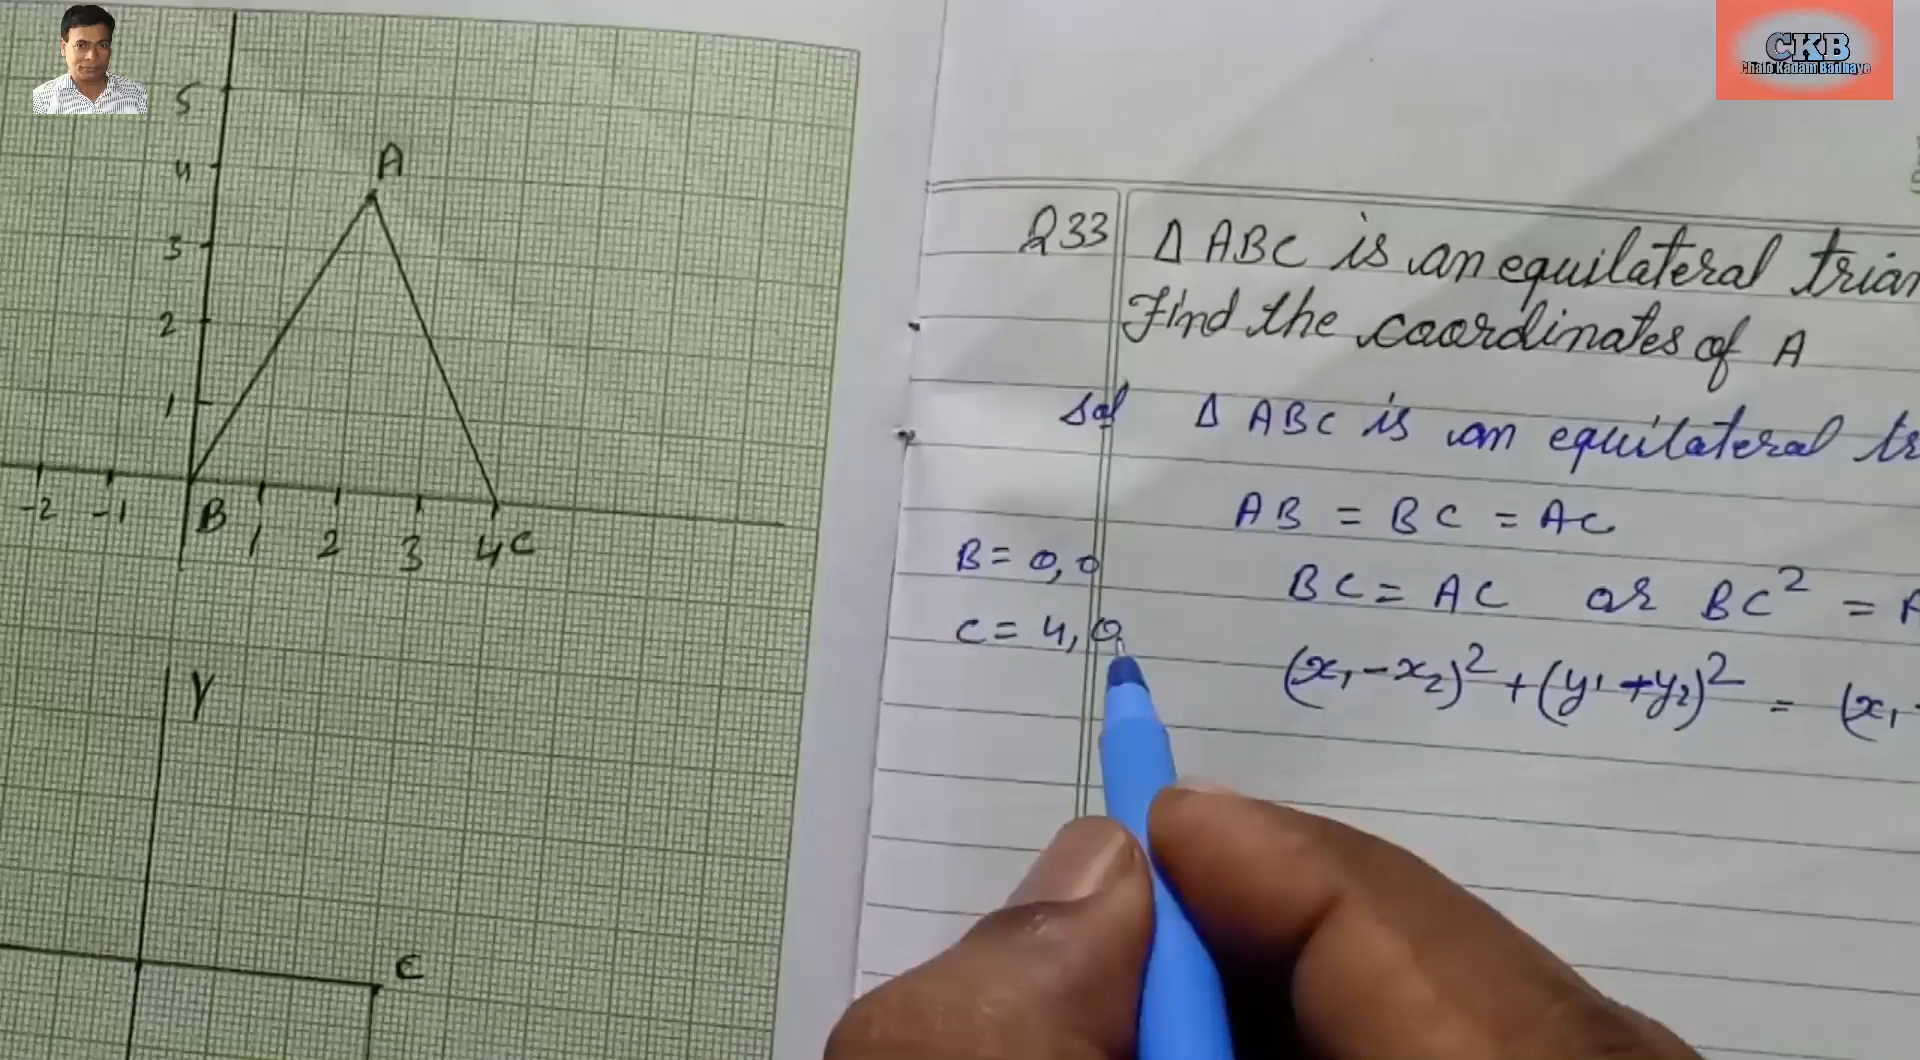 CKB
Chalo Kadam Badhaye
5
4
A
3
2
1
-2 -1 B 1 2 3 4 C
Y
C
Q33 Δ ABC is an equilateral trian
Find the coordinates of A
Sol Δ ABC is an equilateral tr
AB = BC = AC
B = 0,0
BC = AC or BC² = A
C = 4,0
(x₁-x₂)² + (y₁+y₂)² = (x₁-